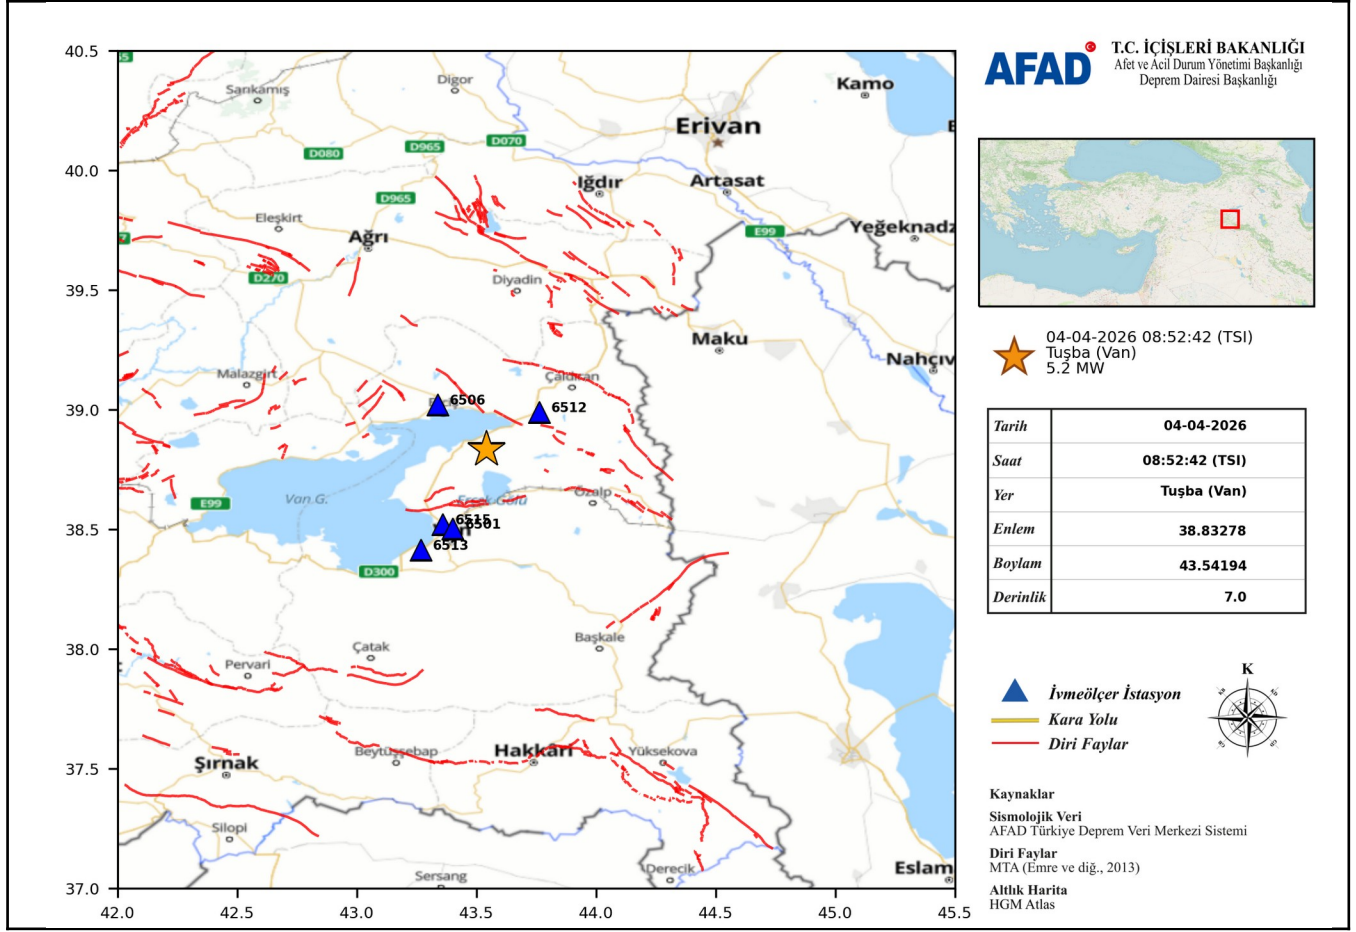 AFAD
T.C. İÇİŞLERİ BAKANLIĞI
Afet ve Acil Durum Yönetimi Başkanlığı
Deprem Dairesi Başkanlığı
40.5
40.0
39.5
39.0
38.5
38.0
37.5
37.0
42.0
42.5
43.0
43.5
44.0
44.5
45.0
45.5
Sarıkamış
Digor
Kamo
Erivan
D080
D965
D070
Iğdır
Artasat
D965
Eleşkirt
Ağrı
E99
Yeğeknadz
D270
Diyadin
Maku
Nahçıv
Malazgirt
Çaldıran
6506
6512
E99
Van G.
Erçek Gölü
Özalp
6515
6501
6513
D300
Başkale
Çatak
Pervari
Hakkâri
Beytüşşebap
Yüksekova
Şırnak
Silopi
Sersang
Derecik
Eslam
04-04-2026 08:52:42 (TSI)
Tuşba (Van)
5.2 MW
Tarih 04-04-2026
Saat 08:52:42 (TSI)
Yer Tuşba (Van)
Enlem 38.83278
Boylam 43.54194
Derinlik 7.0
K
KB
KD
GB
GD
İvmeölçer İstasyon
Kara Yolu
Diri Faylar
Kaynaklar
Sismolojik Veri
AFAD Türkiye Deprem Veri Merkezi Sistemi
Diri Faylar
MTA (Emre ve diğ., 2013)
Altlık Harita
HGM Atlas